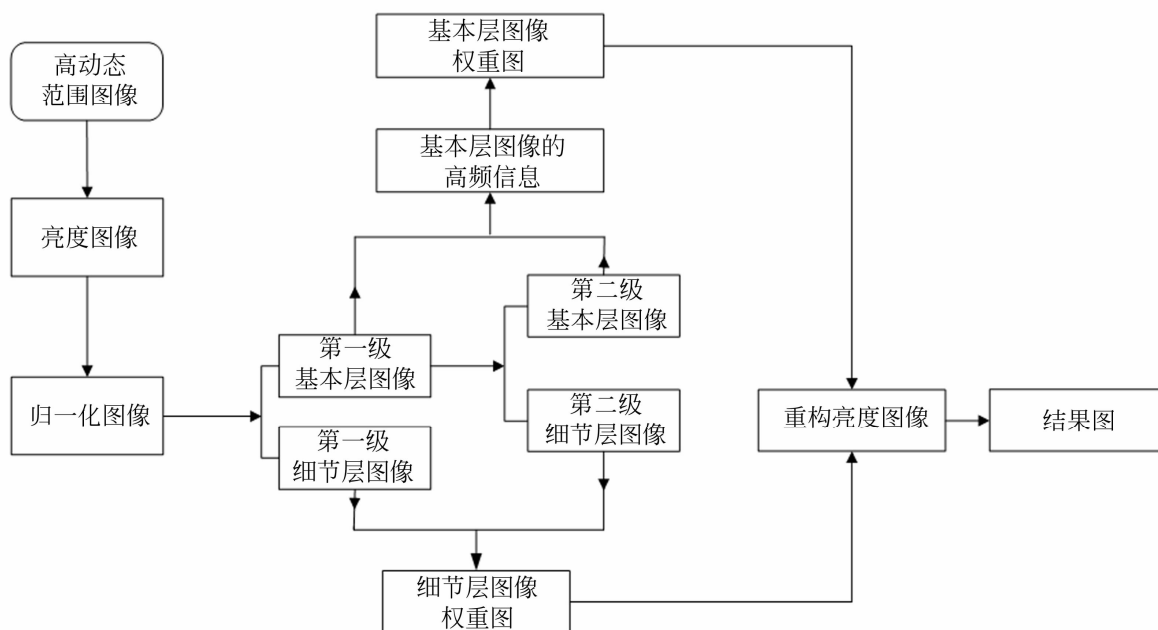 高动态
范围图像
亮度图像
归一化图像
基本层图像
权重图
基本层图像的
高频信息
第一级
基本层图像
第一级
细节层图像
第二级
基本层图像
第二级
细节层图像
细节层图像
权重图
重构亮度图像
结果图